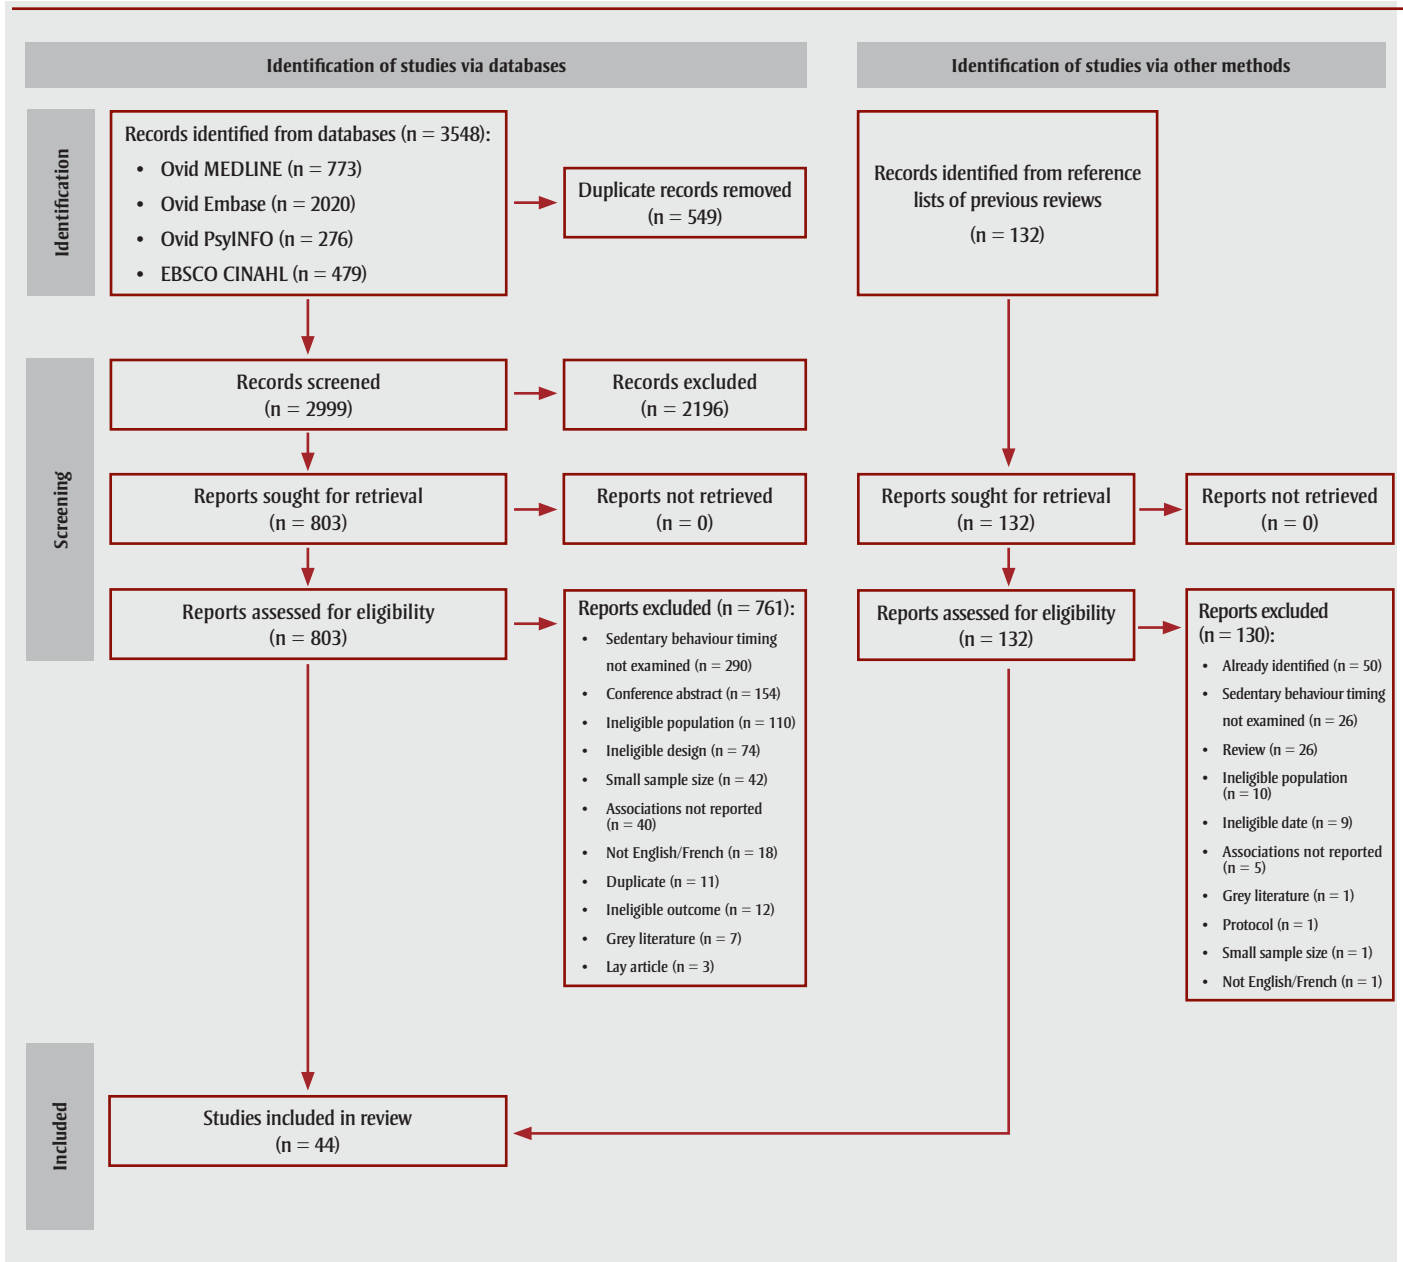 Identification of studies via databases
Identification of studies via other methods
Identification
Records identified from databases (n = 3548):
• Ovid MEDLINE (n = 773)
• Ovid Embase (n = 2020)
• Ovid PsyINFO (n = 276)
• EBSCO CINAHL (n = 479)
Duplicate records removed
(n = 549)
Records identified from reference
lists of previous reviews
(n = 132)
Screening
Records screened
(n = 2999)
Records excluded
(n = 2196)
Reports sought for retrieval
(n = 803)
Reports not retrieved
(n = 0)
Reports sought for retrieval
(n = 132)
Reports not retrieved
(n = 0)
Reports assessed for eligibility
(n = 803)
Reports excluded (n = 761):
• Sedentary behaviour timing
not examined (n = 290)
• Conference abstract (n = 154)
• Ineligible population (n = 110)
• Ineligible design (n = 74)
• Small sample size (n = 42)
• Associations not reported
(n = 40)
• Not English/French (n = 18)
• Duplicate (n = 11)
• Ineligible outcome (n = 12)
• Grey literature (n = 7)
• Lay article (n = 3)
Reports assessed for eligibility
(n = 132)
Reports excluded
(n = 130):
• Already identified (n = 50)
• Sedentary behaviour timing
not examined (n = 26)
• Review (n = 26)
• Ineligible population
(n = 10)
• Ineligible date (n = 9)
• Associations not reported
(n = 5)
• Grey literature (n = 1)
• Protocol (n = 1)
• Small sample size (n = 1)
• Not English/French (n = 1)
Included
Studies included in review
(n = 44)